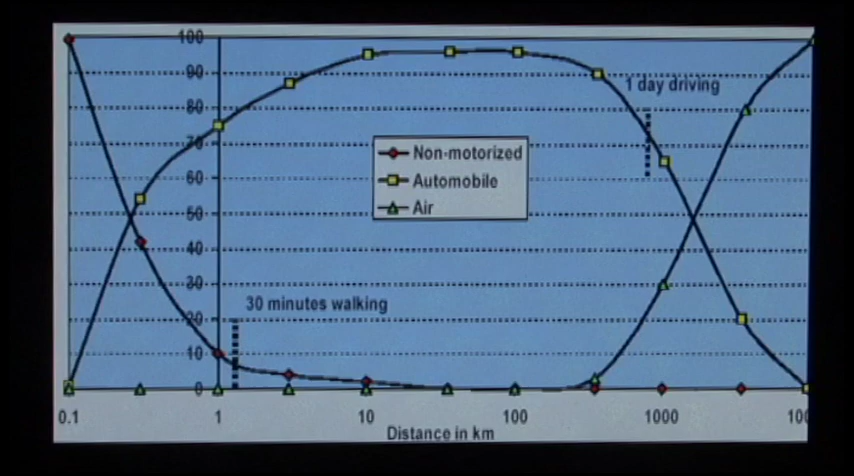 100
90
80
70
60
50
40
30
20
10
0
1 day driving
Non-motorized
Automobile
Air
30 minutes walking
0.1 1 10 100 1000 100
Distance in km